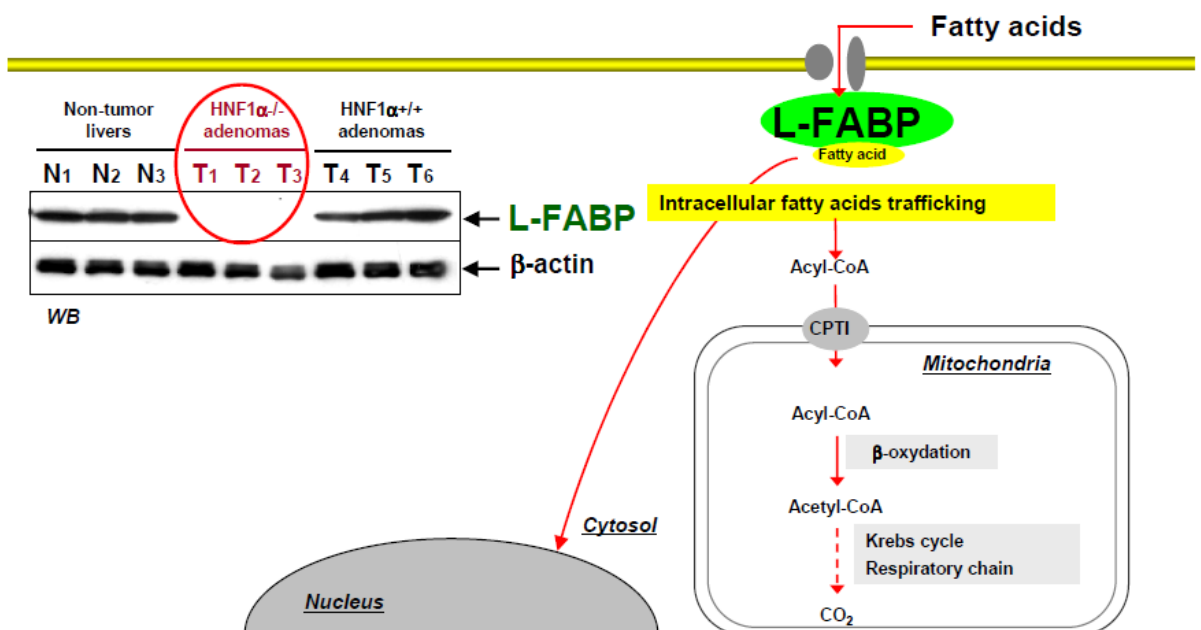 Fatty acids
Non-tumor
livers
HNF1α-/-
adenomas
HNF1α+/+
adenomas
N1 N2 N3 T1 T2 T3 T4 T5 T6
L-FABP
β-actin
WB
L-FABP
Fatty acid
Intracellular fatty acids trafficking
Acyl-CoA
CPTI
Mitochondria
Acyl-CoA
β-oxydation
Acetyl-CoA
Krebs cycle
Respiratory chain
CO2
Cytosol
Nucleus